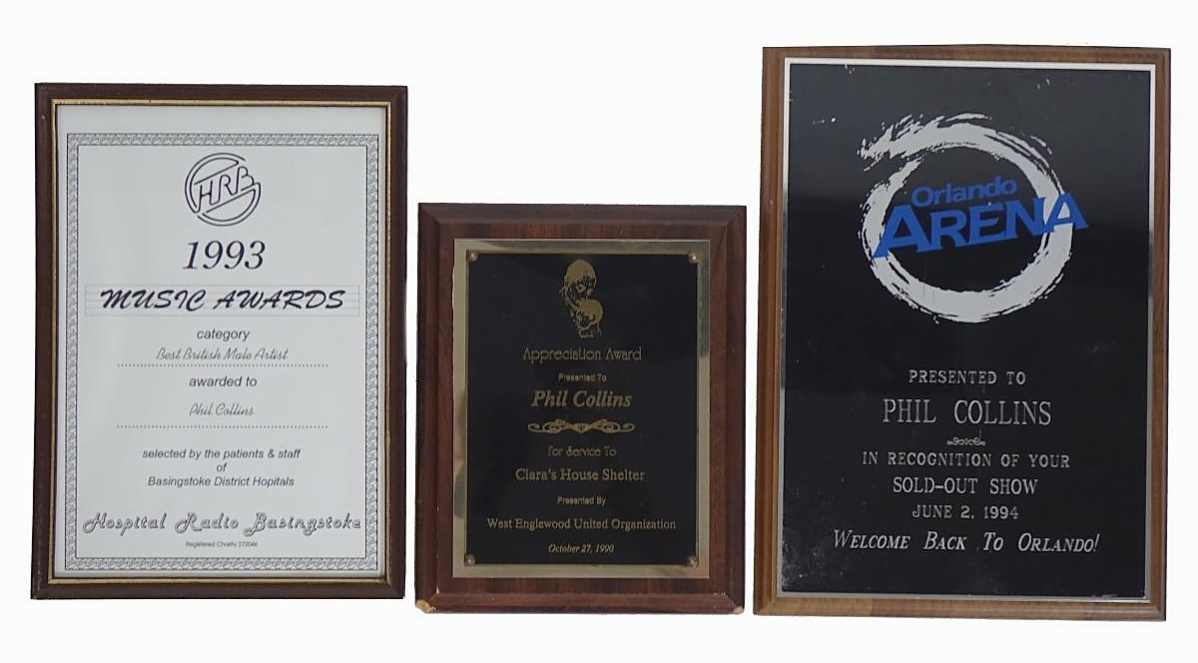 HRB
1993
MUSIC AWARDS
category
Best British Male Artist
awarded to
Phil Collins
selected by the patients & staff
of
Basingstoke District Hopitals
Hospital Radio Basingstoke
Appreciation Award
Presented To
Phil Collins
For Service To
Clara's House Shelter
Presented By
West Englewood United Organization
October 27, 1990
Orlando
ARENA
PRESENTED TO
PHIL COLLINS
IN RECOGNITION OF YOUR
SOLD-OUT SHOW
JUNE 2, 1994
WELCOME BACK TO ORLANDO!